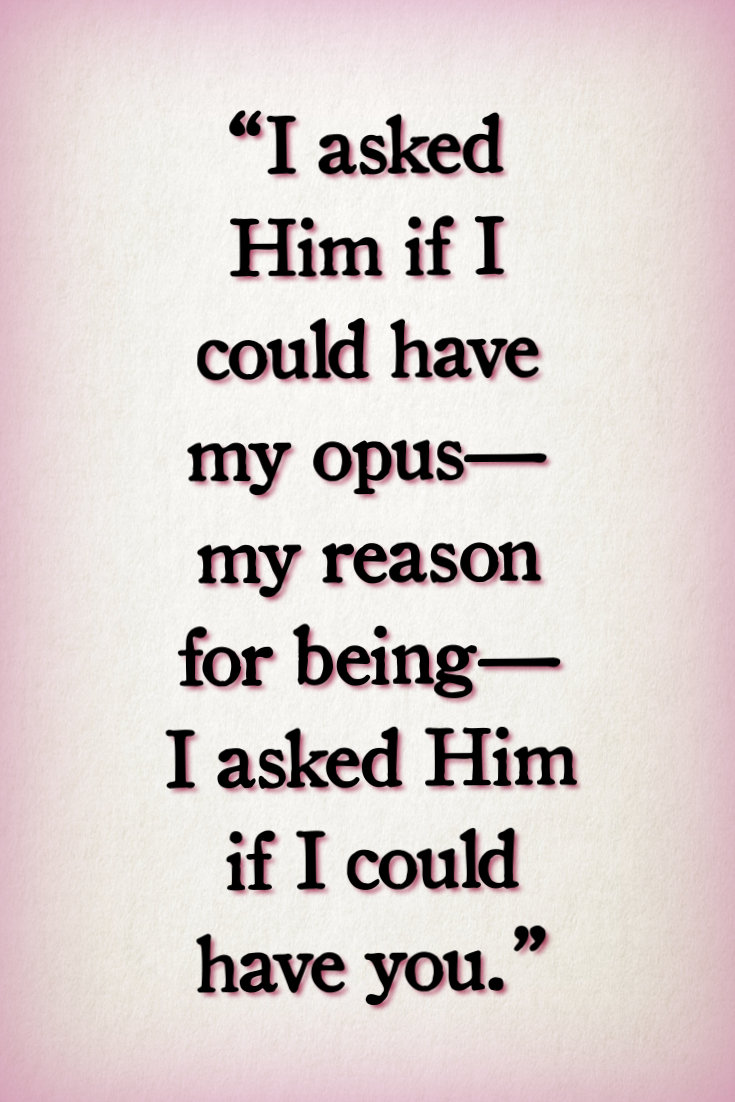 “I asked
Him if I
could have
my opus—
my reason
for being—
I asked Him
if I could
have you.”